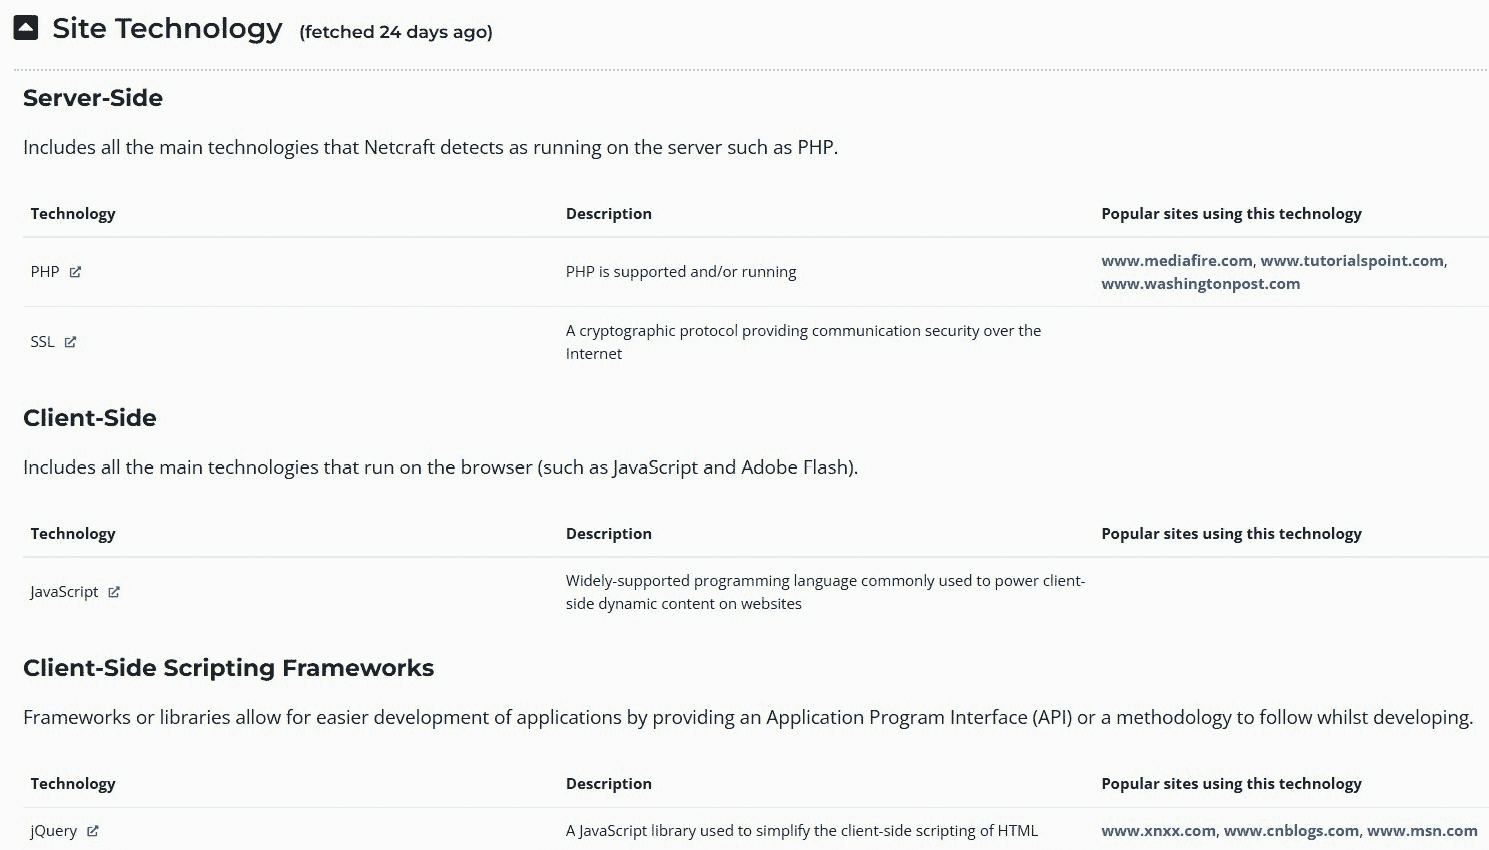 Site Technology (fetched 24 days ago)
Server-Side
Includes all the main technologies that Netcraft detects as running on the server such as PHP.
Technology Description Popular sites using this technology
PHP PHP is supported and/or running www.mediafire.com, www.tutorialspoint.com,
www.washingtonpost.com
SSL A cryptographic protocol providing communication security over the
Internet
Client-Side
Includes all the main technologies that run on the browser (such as JavaScript and Adobe Flash).
Technology Description Popular sites using this technology
JavaScript Widely-supported programming language commonly used to power client-
side dynamic content on websites
Client-Side Scripting Frameworks
Frameworks or libraries allow for easier development of applications by providing an Application Program Interface (API) or a methodology to follow whilst developing.
Technology Description Popular sites using this technology
jQuery A JavaScript library used to simplify the client-side scripting of HTML www.xnxx.com, www.cnblogs.com, www.msn.com